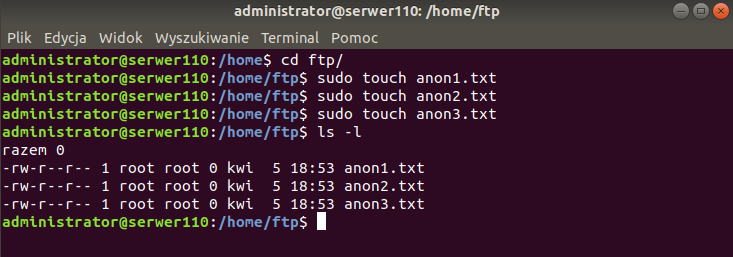 administrator@serwer110: /home/ftp
Plik Edycja Widok Wyszukiwanie Terminal Pomoc
administrator@serwer110:/home$ cd ftp/
administrator@serwer110:/home/ftp$ sudo touch anon1.txt
administrator@serwer110:/home/ftp$ sudo touch anon2.txt
administrator@serwer110:/home/ftp$ sudo touch anon3.txt
administrator@serwer110:/home/ftp$ ls -l
razem 0
-rw-r--r-- 1 root root 0 kwi  5 18:53 anon1.txt
-rw-r--r-- 1 root root 0 kwi  5 18:53 anon2.txt
-rw-r--r-- 1 root root 0 kwi  5 18:53 anon3.txt
administrator@serwer110:/home/ftp$